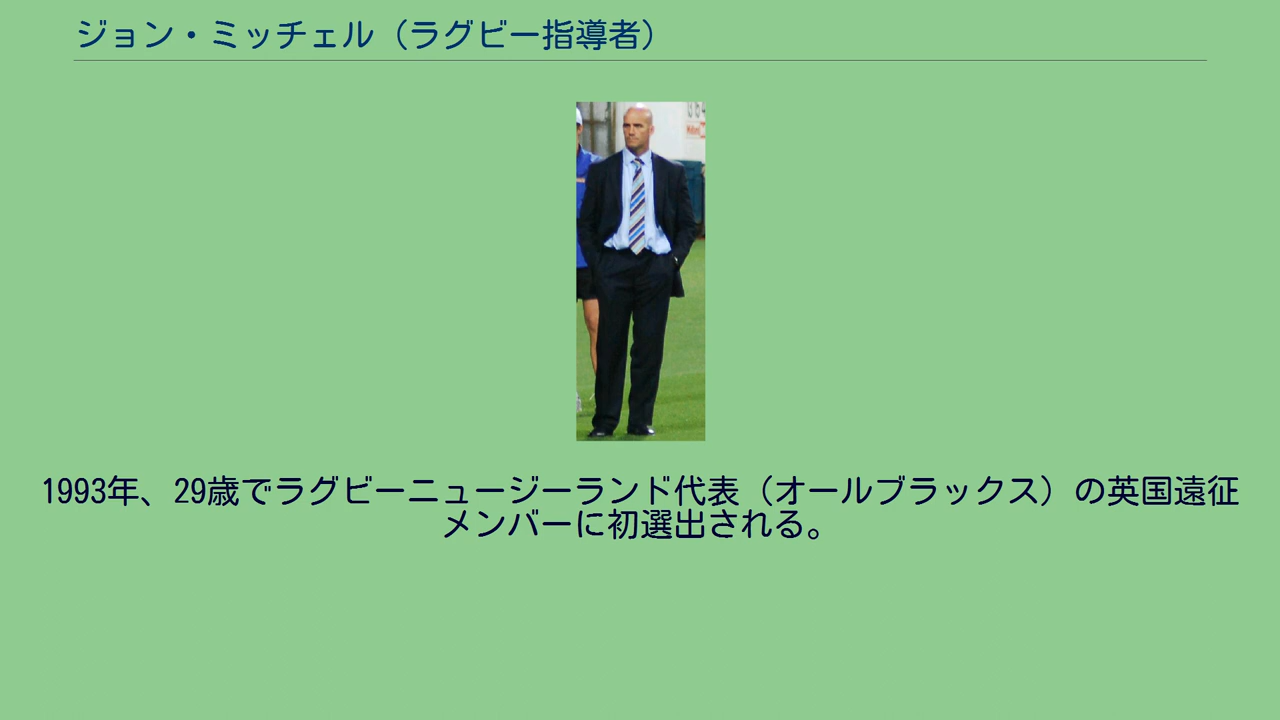 ジョン・ミッチェル（ラグビー指導者）
1993年、29歳でラグビーニュージーランド代表（オールブラックス）の英国遠征
メンバーに初選出される。